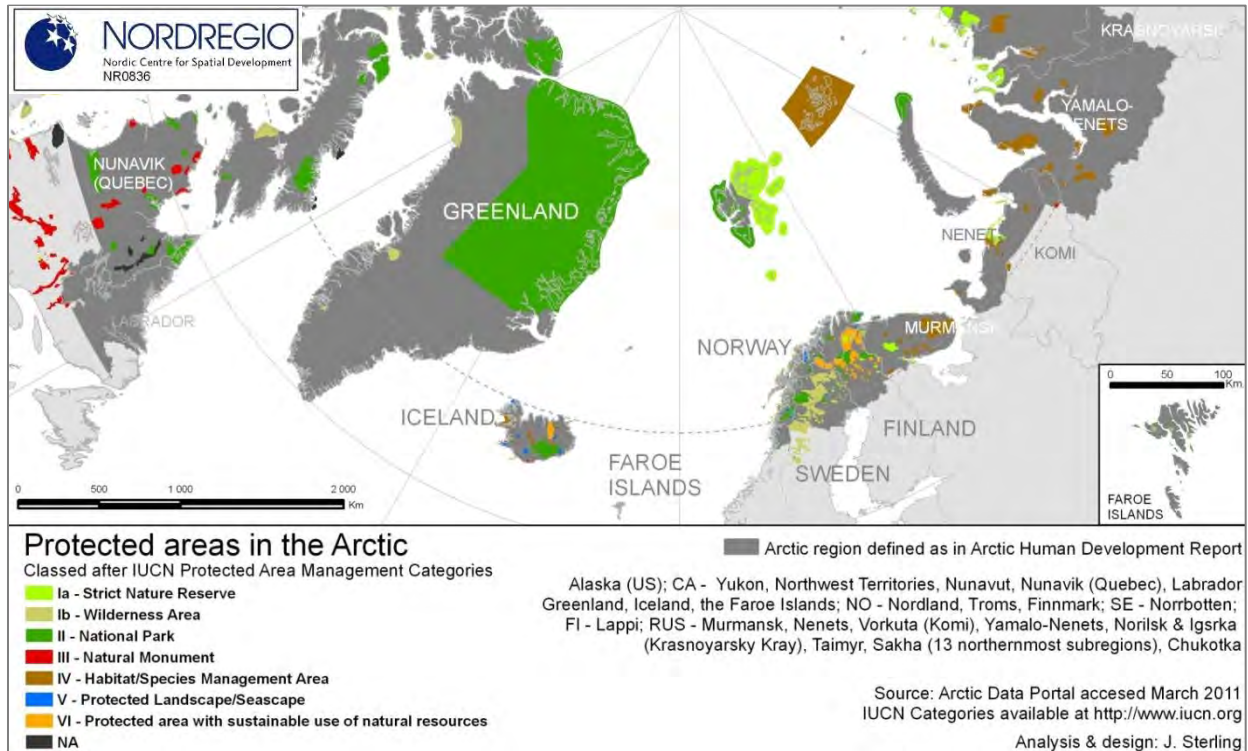 NORDREGIO
Nordic Centre for Spatial Development
NR0836
KRASNOYARSK
YAMALO-
NENETS
NUNAVIK
(QUEBEC)
GREENLAND
NENET
KOMI
LABRADOR
MURMANSK
NORWAY
ICELAND
FINLAND
FAROE
ISLANDS
SWEDEN
0 50 100
Km.
FAROE
ISLANDS
0 500 1 000 2 000
Km
Protected areas in the Arctic
Classed after IUCN Protected Area Management Categories
Ia - Strict Nature Reserve
Ib - Wilderness Area
II - National Park
III - Natural Monument
IV - Habitat/Species Management Area
V - Protected Landscape/Seascape
VI - Protected area with sustainable use of natural resources
NA
Arctic region defined as in Arctic Human Development Report
Alaska (US); CA - Yukon, Northwest Territories, Nunavut, Nunavik (Quebec), Labrador
Greenland, Iceland, the Faroe Islands; NO - Nordland, Troms, Finnmark; SE - Norrbotten;
FI - Lappi; RUS - Murmansk, Nenets, Vorkuta (Komi), Yamalo-Nenets, Norilsk & Igsrka
(Krasnoyarsky Kray), Taimyr, Sakha (13 northernmost subregions), Chukotka
Source: Arctic Data Portal accesed March 2011
IUCN Categories available at http://www.iucn.org
Analysis & design: J. Sterling